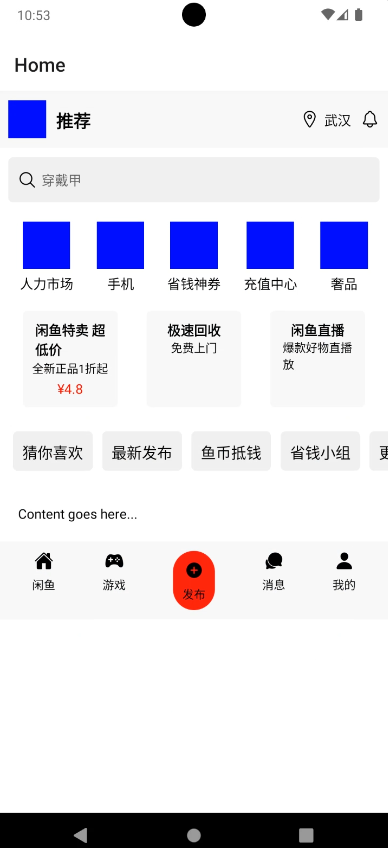 10:53
Home
推荐
武汉
穿戴甲
人力市场 手机 省钱神券 充值中心 奢品
闲鱼特卖 超
低价
全新正品1折起
¥4.8
极速回收
免费上门
闲鱼直播
爆款好物直播
放
猜你喜欢 最新发布 鱼币抵钱 省钱小组
Content goes here...
闲鱼 游戏 发布 消息 我的